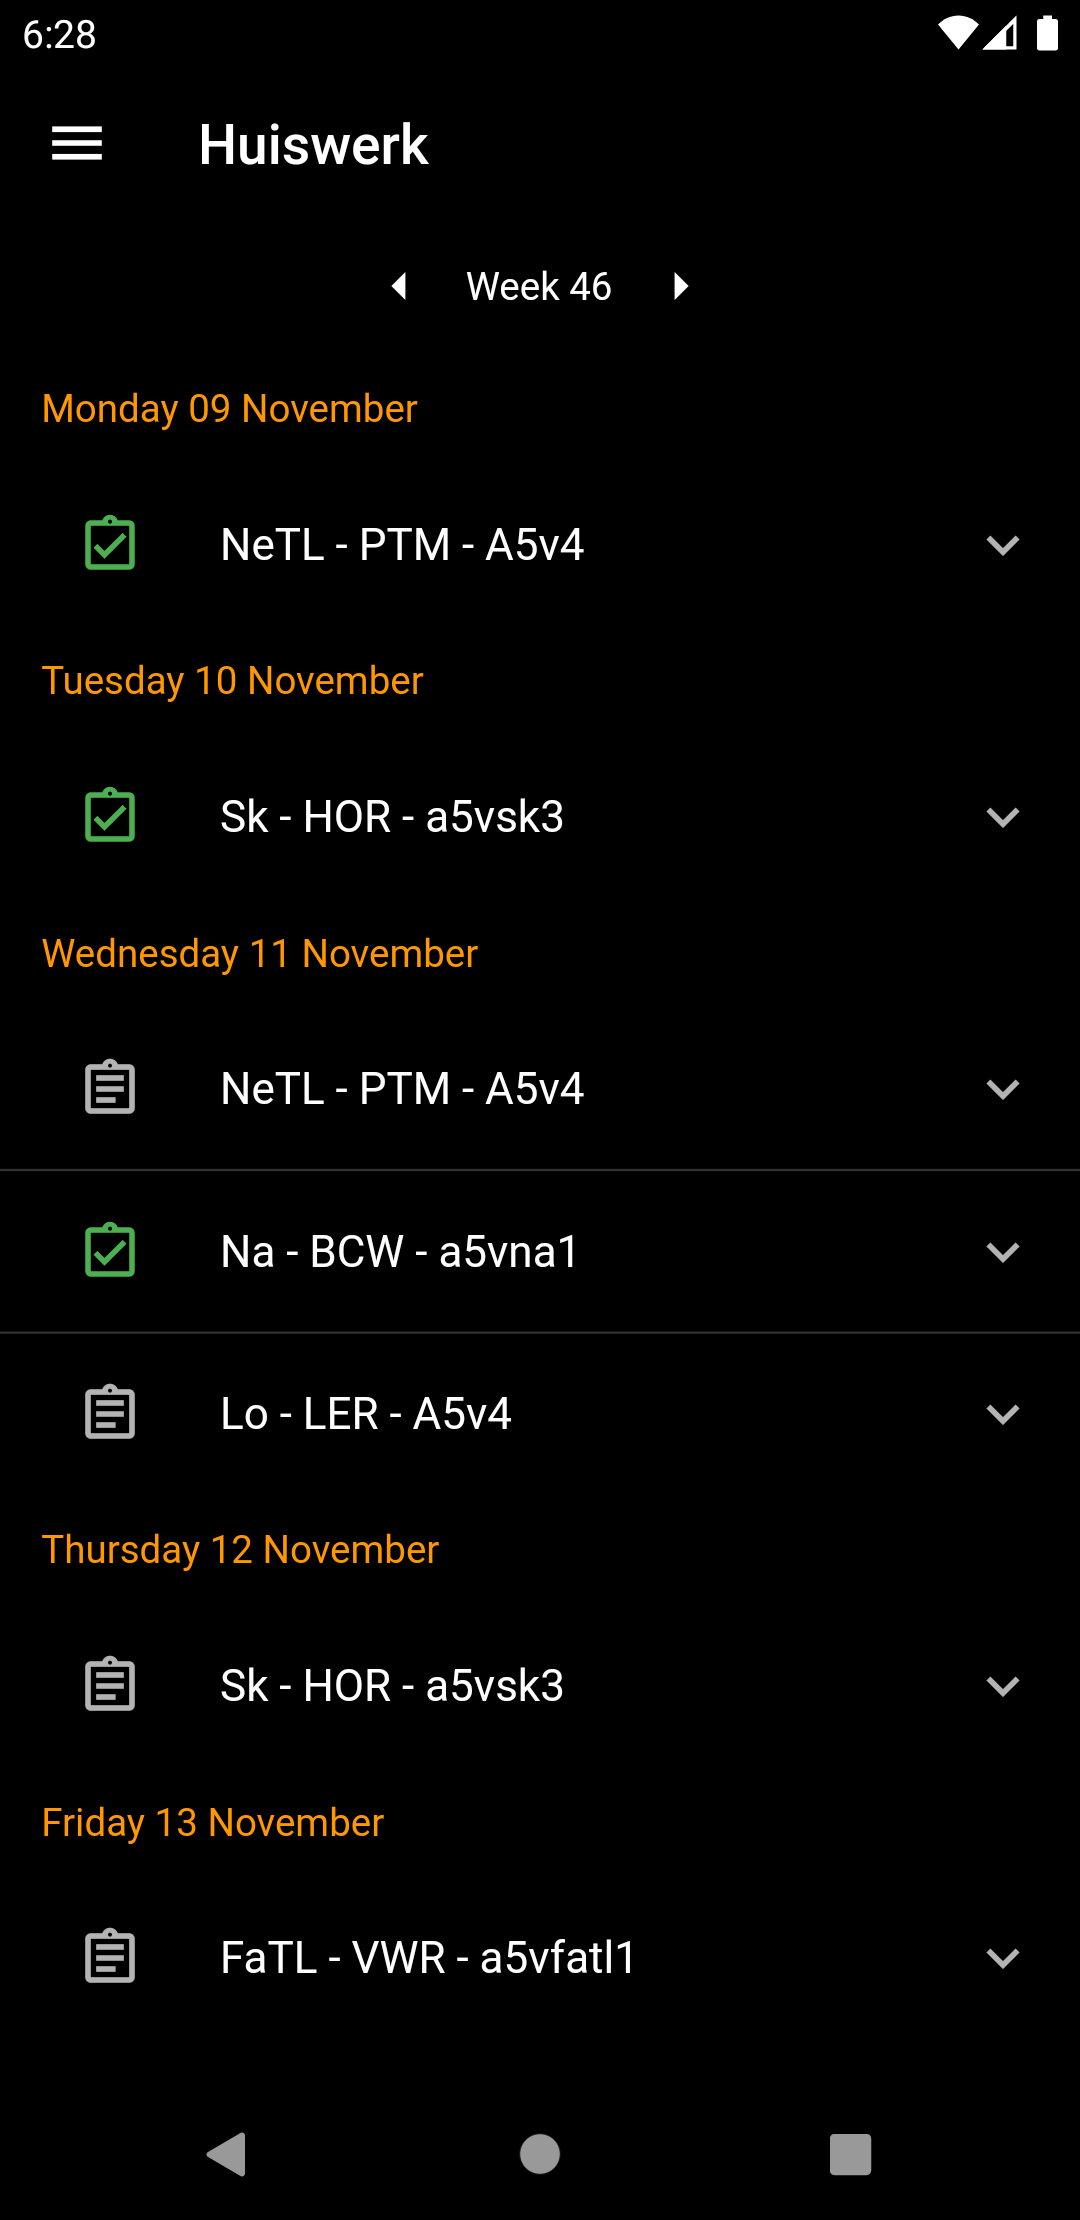 6:28
Huiswerk
Week 46
Monday 09 November
NeTL - PTM - A5v4
Tuesday 10 November
Sk - HOR - a5vsk3
Wednesday 11 November
NeTL - PTM - A5v4
Na - BCW - a5vna1
Lo - LER - A5v4
Thursday 12 November
Sk - HOR - a5vsk3
Friday 13 November
FaTL - VWR - a5vfatl1